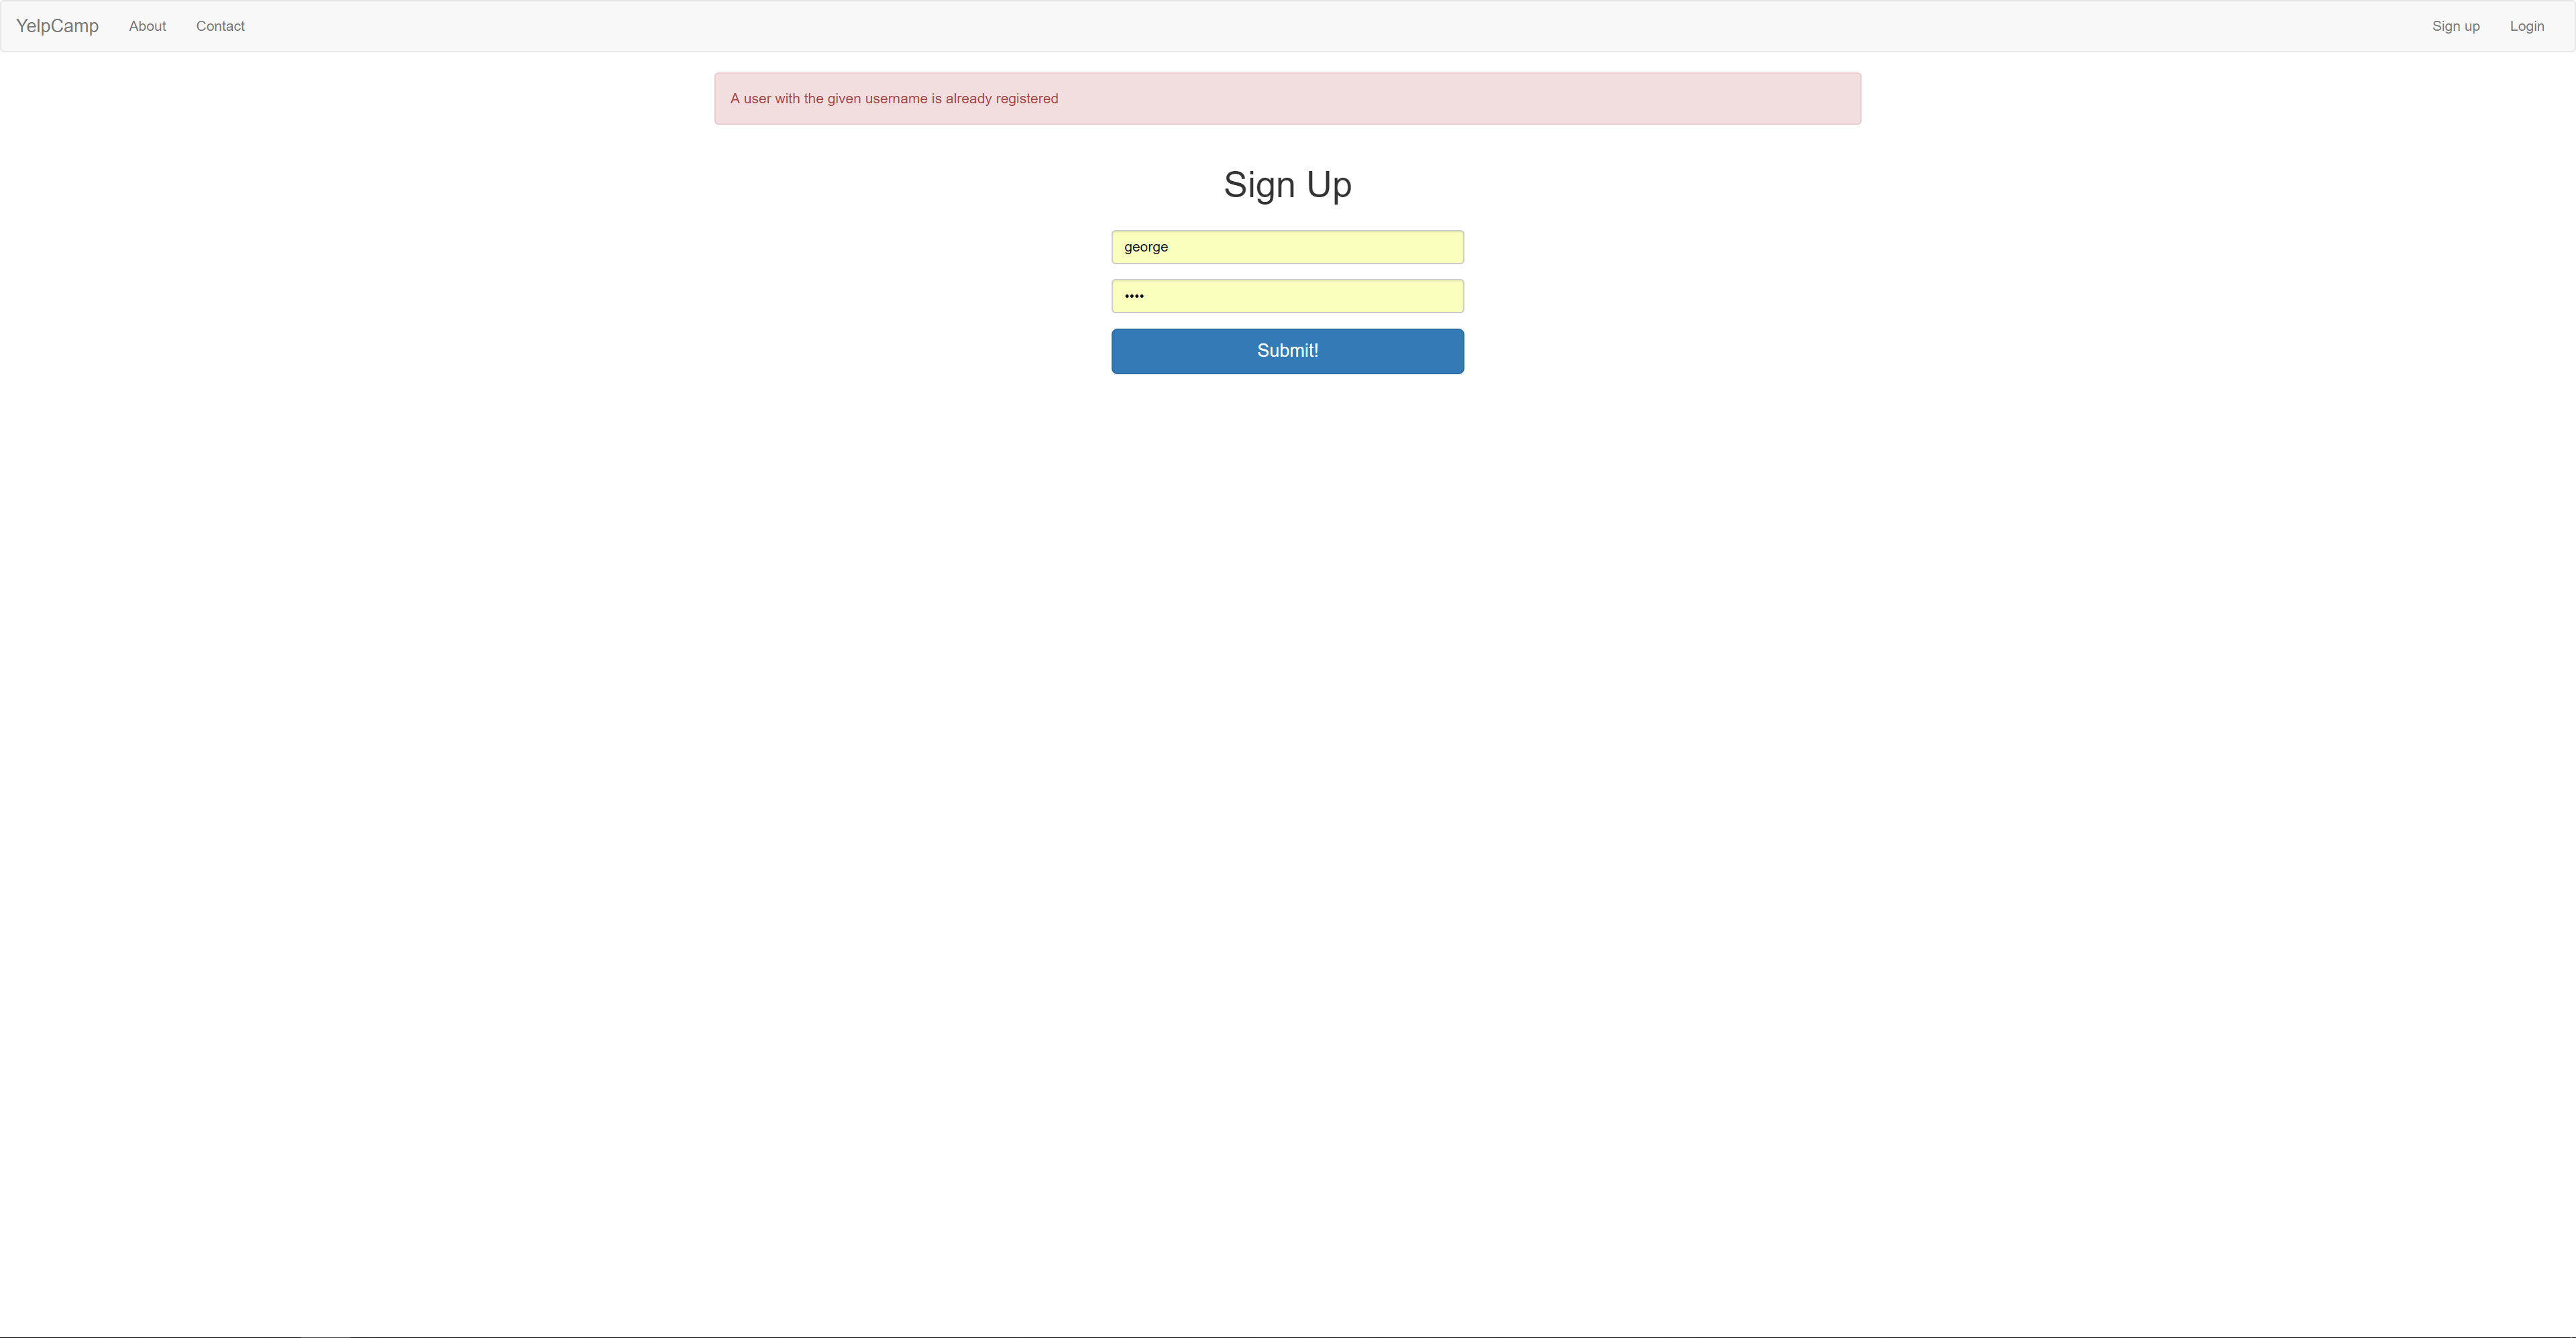 YelpCamp About Contact Sign up Login
A user with the given username is already registered
Sign Up
george
••••
Submit!